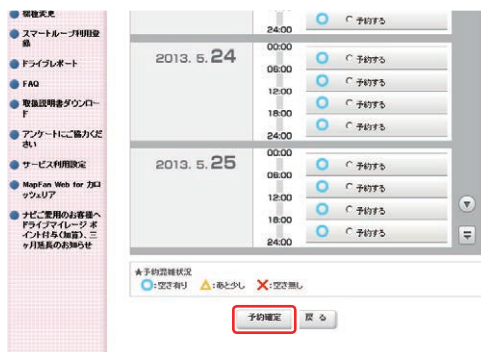 機種変更
スマートループ利用登
録
ドライブレポート
FAQ
取扱説明書ダウンロー
ド
アンケートにご協力くだ
さい
サービス利用設定
MapFan Web for カロ
ッツェリア
ナビご愛用のお客様へ
ドライブマイレージ ポ
イント付与(加算)、三
ヶ月延長のお知らせ
予約する
24:00
2013. 5. 24
00:00
予約する
06:00
予約する
12:00
予約する
18:00
予約する
24:00
2013. 5. 25
00:00
予約する
06:00
予約する
12:00
予約する
18:00
予約する
24:00
★予約混雑状況
:空き有り :あと少し :空き無し
予約確定 戻る